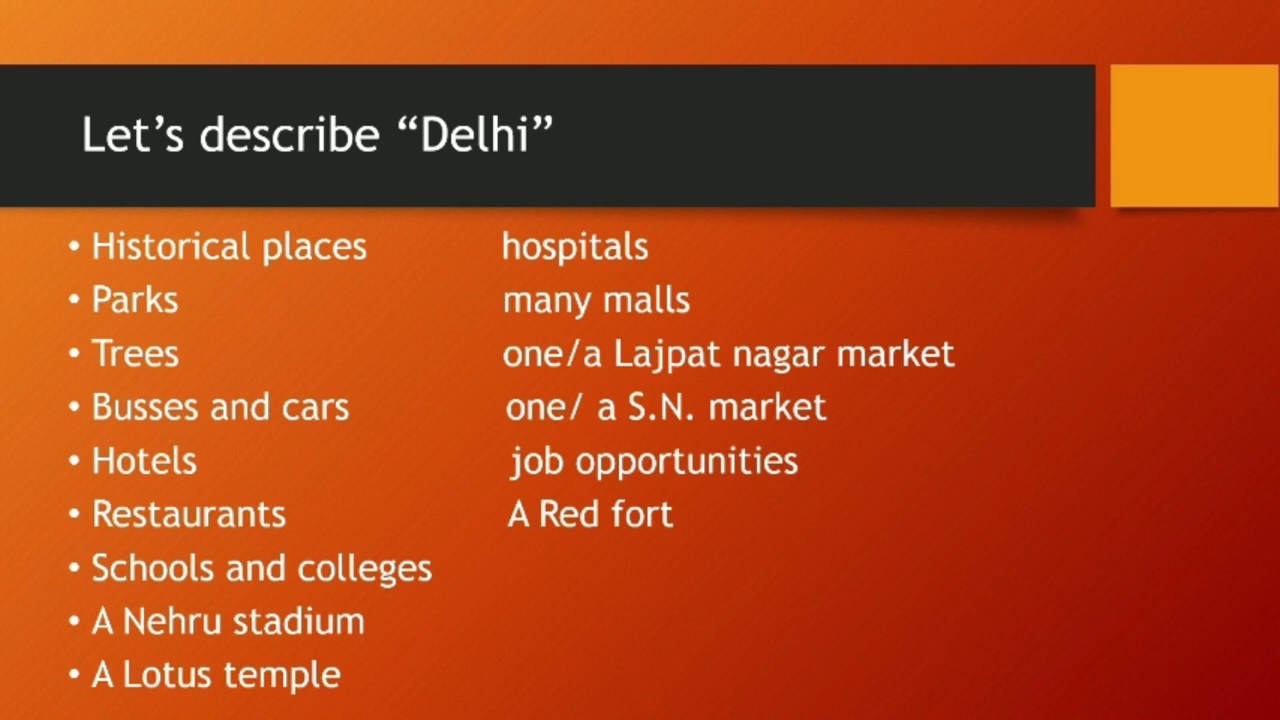 Let’s describe “Delhi”
• Historical places hospitals
• Parks many malls
• Trees one/a Lajpat nagar market
• Busses and cars one/ a S.N. market
• Hotels job opportunities
• Restaurants A Red fort
• Schools and colleges
• A Nehru stadium
• A Lotus temple